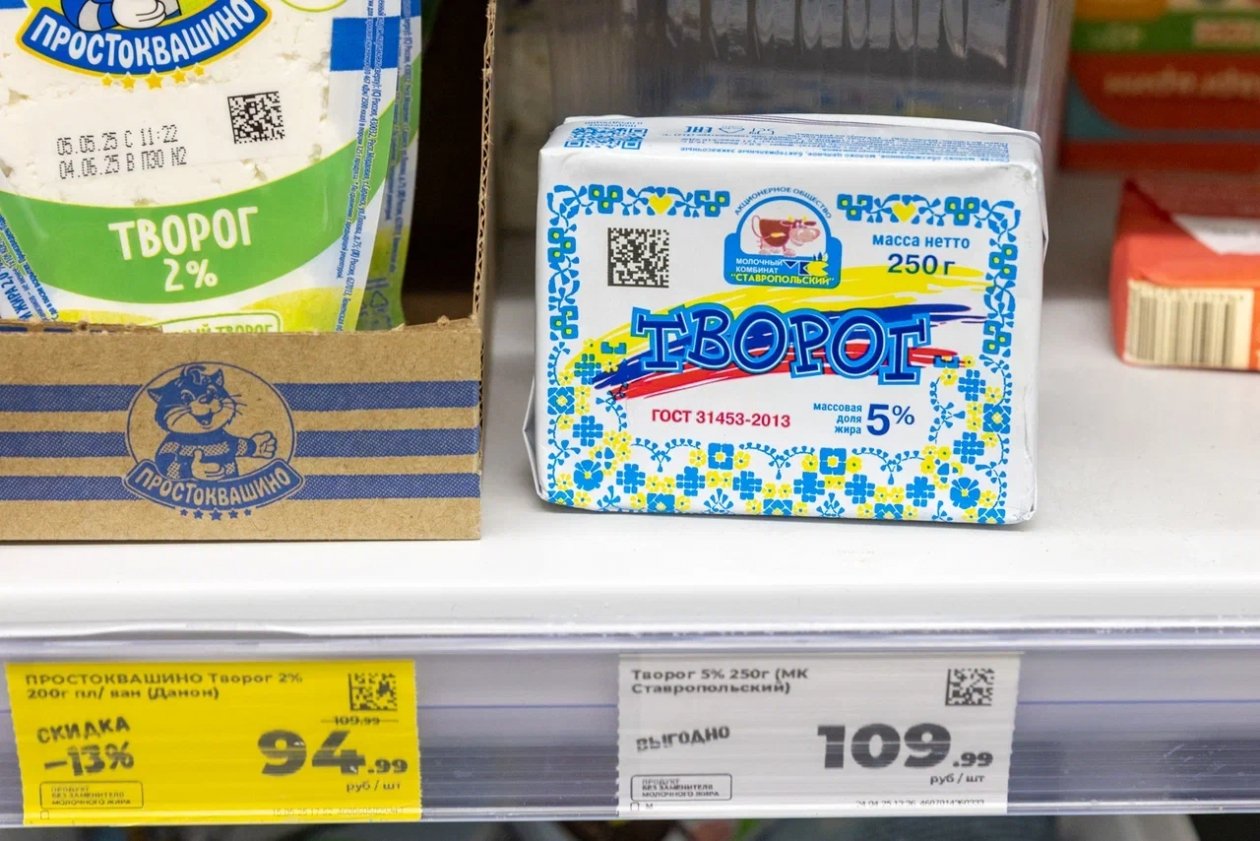 ПРОСТОКВАШИНО
05.05.25 С 11:22
04.06.25 В П30 N2
ТВОРОГ
2%
ПРОСТОКВАШИНО
EAC
АКЦИОНЕРНОЕ ОБЩЕСТВО
МОЛОЧНЫЙ
КОМБИНАТ
"СТАВРОПОЛЬСКИЙ"
масса нетто
250 г
ТВОРОГ
ГОСТ 31453-2013
массовая
доля
жира
5%
ПРОСТОКВАШИНО Творог 2%
200г пл/ ван (Данон)
СКИДКА
-13%
109.99
94.99
руб / шт
ПРОДУКТ
БЕЗ ЗАМЕНИТЕЛЯ
МОЛОЧНОГО ЖИРА
Творог 5% 250г (МК
Ставропольский)
ВЫГОДНО
109.99
руб / шт
ПРОДУКТ
БЕЗ ЗАМЕНИТЕЛЯ
МОЛОЧНОГО ЖИРА
М